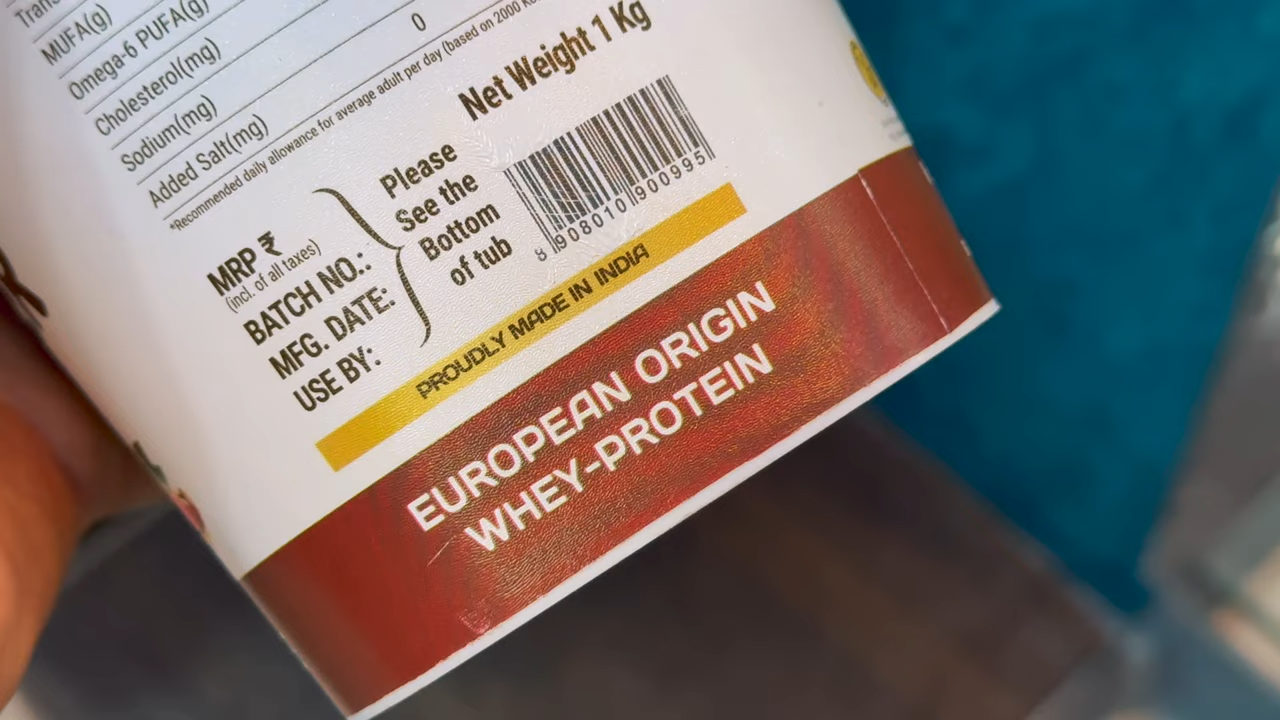 MUFA(g)
Omega-6 PUFA(g)
Cholesterol(mg)
Sodium(mg)
Added Salt(mg)
0
*Recommended daily allowance for average adult per day (based on 2000
Net Weight 1 Kg
MRP ₹
(incl. of all taxes)
BATCH NO.:
MFG. DATE:
USE BY:
Please
See the
Bottom
of tub
8 908010 900995
PROUDLY MADE IN INDIA
EUROPEAN ORIGIN
WHEY-PROTEIN